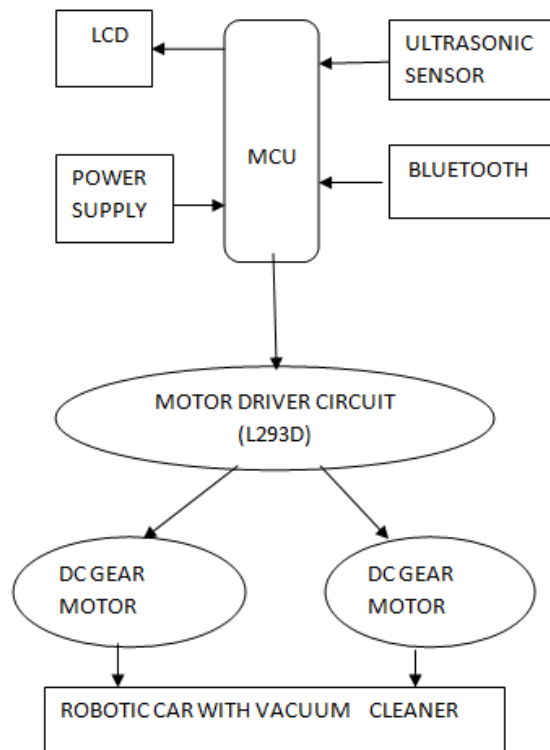 LCD
ULTRASONIC
SENSOR
MCU
POWER
SUPPLY
BLUETOOTH
MOTOR DRIVER CIRCUIT
(L293D)
DC GEAR
MOTOR
DC GEAR
MOTOR
ROBOTIC CAR WITH VACUUM CLEANER